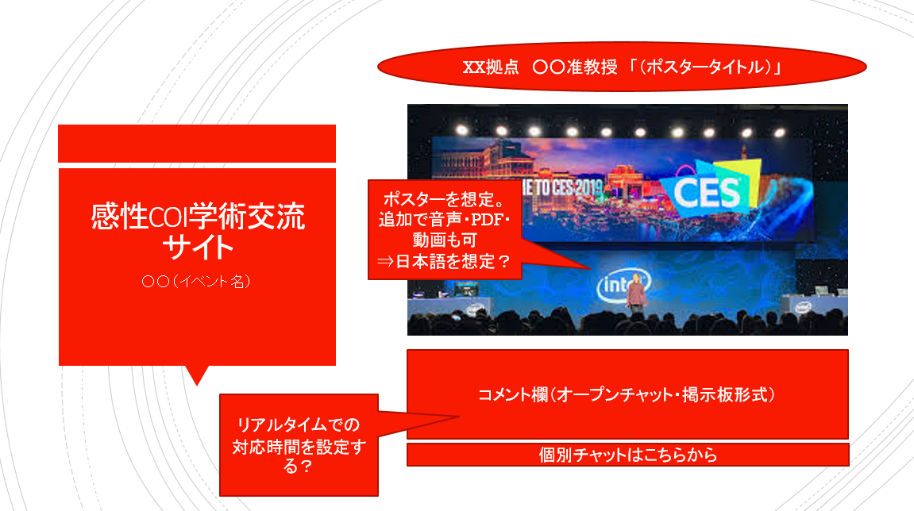 XX拠点　〇〇准教授　「（ポスタータイトル）」
感性COI学術交流
サイト
〇〇（イベント名）
ポスターを想定。
追加で音声・PDF・
動画も可
⇒日本語を想定？
ME TO CES 2019
CES
intel
コメント欄（オープンチャット・掲示板形式）
リアルタイムでの
対応時間を設定す
る？
個別チャットはこちらから